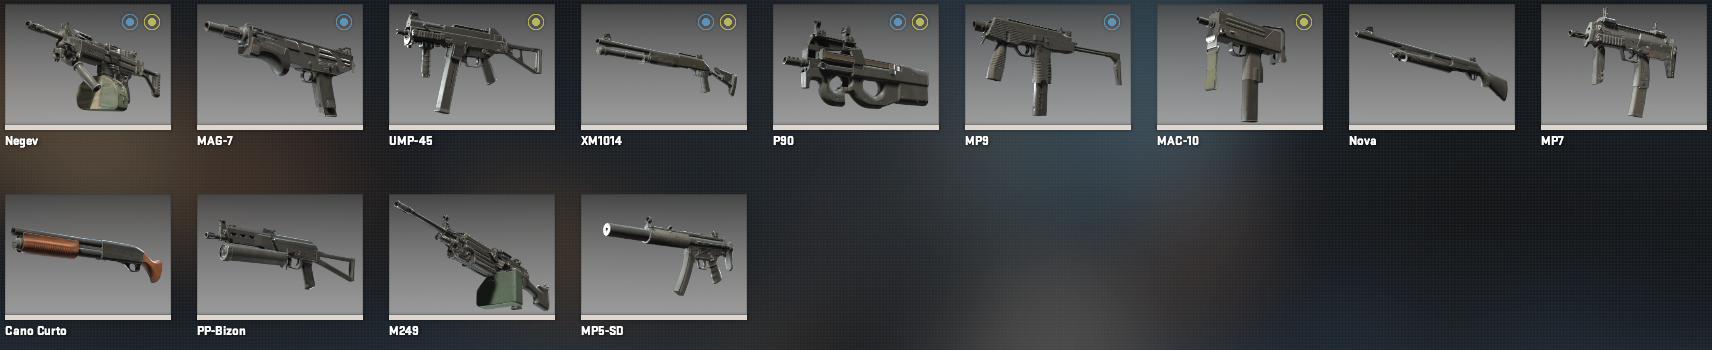 Negev
MAG-7
UMP-45
XM1014
P90
MP9
MAC-10
Nova
MP7
Cano Curto
PP-Bizon
M249
MP5-SD